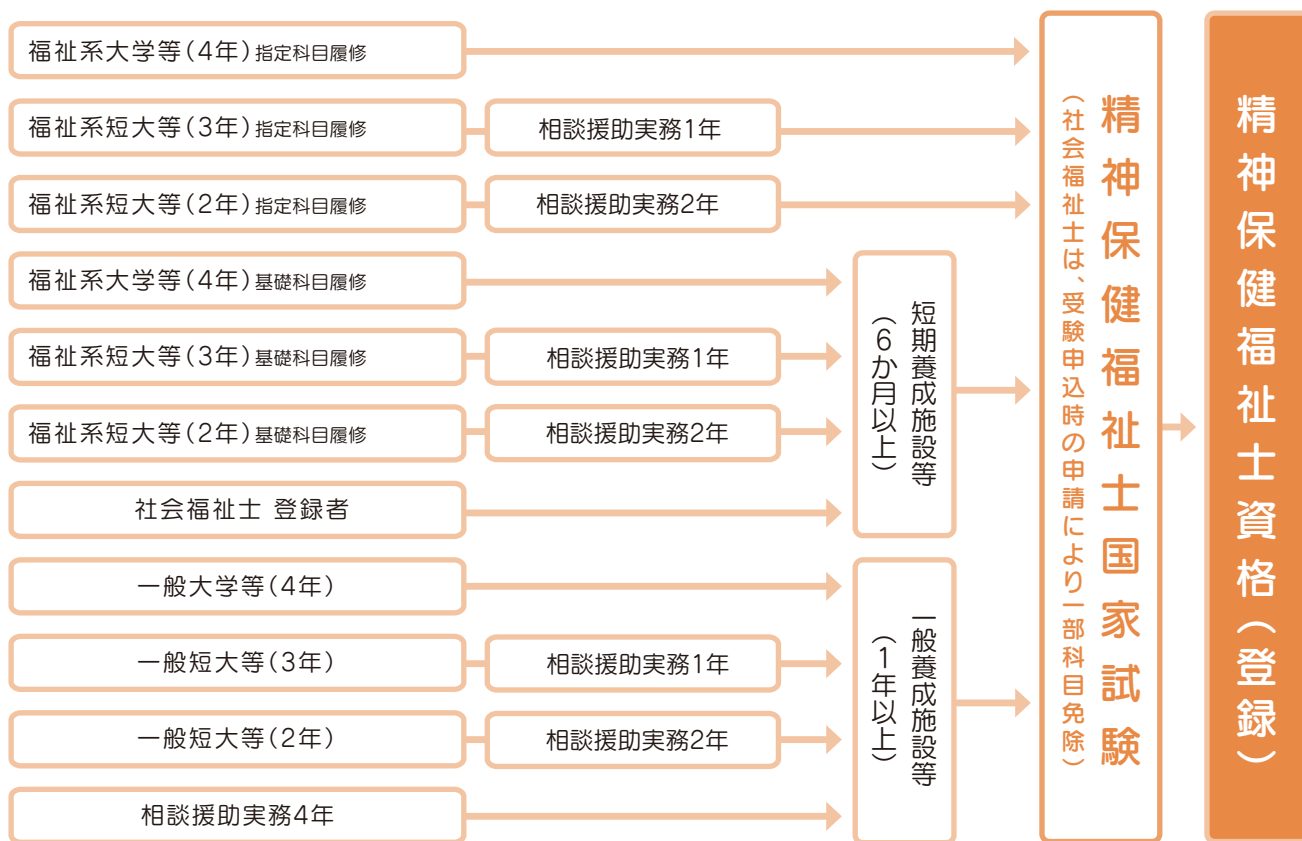 福祉系大学等(4年)指定科目履修
福祉系短大等(3年)指定科目履修
相談援助実務1年
福祉系短大等(2年)指定科目履修
相談援助実務2年
福祉系大学等(4年)基礎科目履修
福祉系短大等(3年)基礎科目履修
相談援助実務1年
福祉系短大等(2年)基礎科目履修
相談援助実務2年
社会福祉士 登録者
短期養成施設等
(6か月以上)
一般大学等(4年)
一般短大等(3年)
相談援助実務1年
一般短大等(2年)
相談援助実務2年
相談援助実務4年
一般養成施設等
(1年以上)
精神保健福祉士国家試験
(社会福祉士は、受験申込時の申請により一部科目免除)
精神保健福祉士資格(登録)